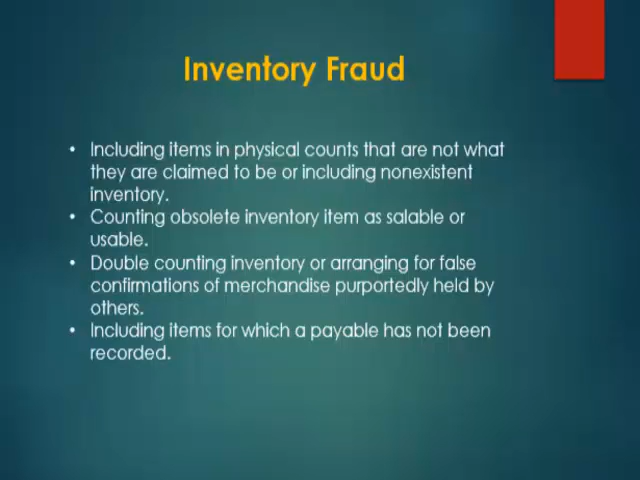 Inventory Fraud
• Including items in physical counts that are not what
they are claimed to be or including nonexistent
inventory.
• Counting obsolete inventory item as salable or
usable.
• Double counting inventory or arranging for false
confirmations of merchandise purportedly held by
others.
• Including items for which a payable has not been
recorded.